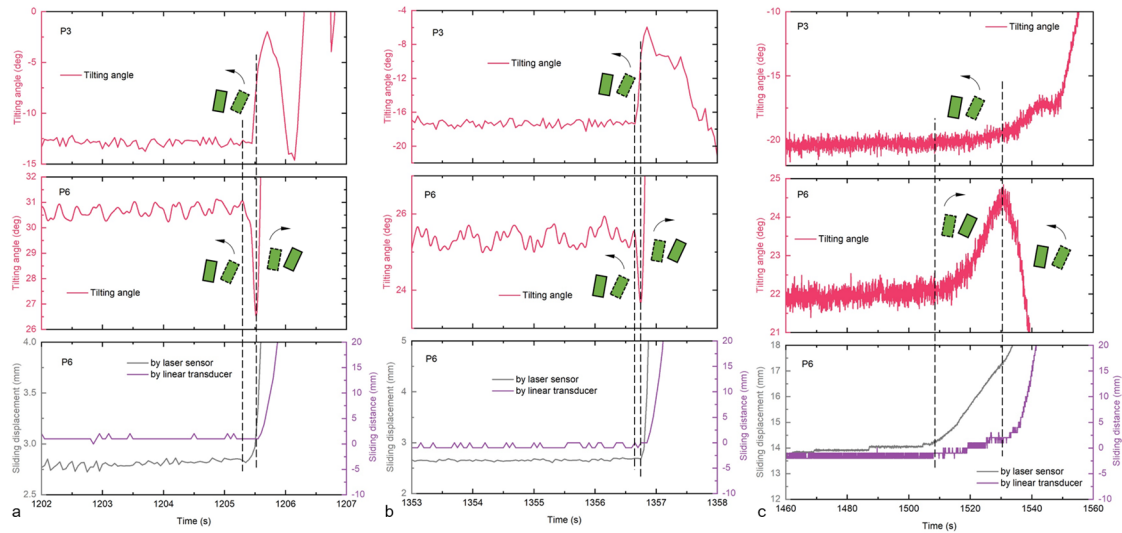 P3
Tilting angle
Tilting angle (deg)
0
-5
-10
-15
P6
Tilting angle
Tilting angle (deg)
32
31
30
29
28
27
26
P6
by laser sensor
by linear transducer
Sliding displacement (mm)
4.0
3.5
3.0
2.5
Sliding distance (mm)
20
15
10
5
0
-5
-10
1202 1203 1204 1205 1206 1207
Time (s)
a
P3
Tilting angle
Tilting angle (deg)
-4
-8
-12
-16
-20
P6
Tilting angle
Tilting angle (deg)
26
24
P6
by laser sensor
by linear transducer
Sliding displacement (mm)
5
4
3
2
Sliding distance (mm)
20
15
10
5
0
-5
-10
1353 1354 1355 1356 1357 1358
Time (s)
b
P3
Tilting angle
Tilting angle (deg)
-10
-15
-20
P6
Tilting angle
Tilting angle (deg)
25
24
23
22
21
P6
by laser sensor
by linear transducer
Sliding displacement (mm)
18
17
16
15
14
13
12
Sliding distance (mm)
20
15
10
5
0
-5
-10
1460 1480 1500 1520 1540 1560
Time (s)
c